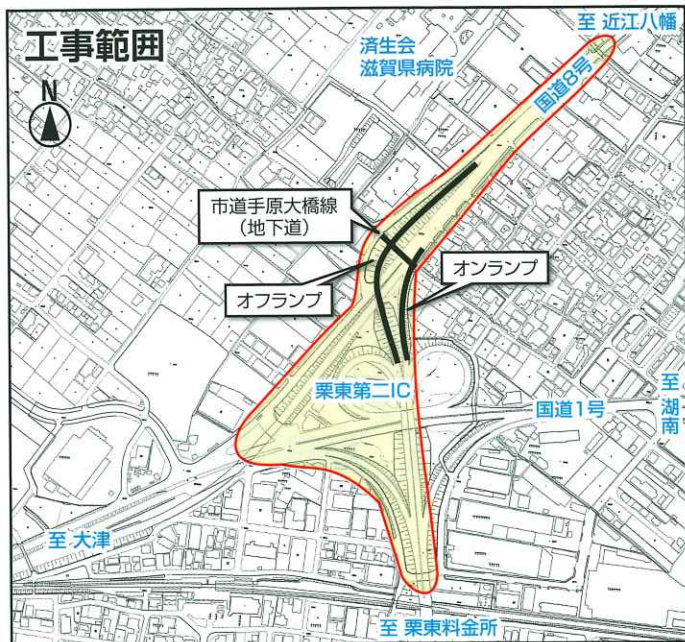 工事範囲
N
至 近江八幡
済生会
滋賀県病院
国道8号
市道手原大橋線
（地下道）
オフランプ
オンランプ
栗東第二IC
国道1号
至 湖南
至 大津
至 栗東料金所